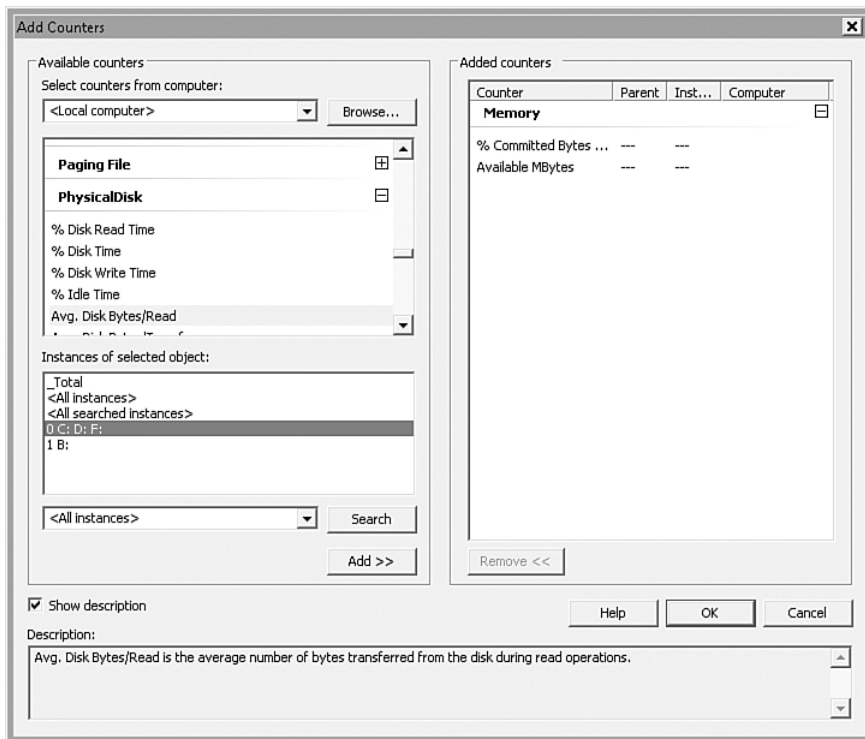 Add Counters
Available counters
Select counters from computer:
<Local computer>
Browse...
Paging File
PhysicalDisk
% Disk Read Time
% Disk Time
% Disk Write Time
% Idle Time
Avg. Disk Bytes/Read
Instances of selected object:
_Total
<All instances>
<All searched instances>
0 C: D: F:
1 B:
<All instances>
Search
Add >>
Added counters
Counter Parent Inst... Computer
Memory
% Committed Bytes ... --- ---
Available MBytes --- ---
Remove <<
Show description
Help OK Cancel
Description:
Avg. Disk Bytes/Read is the average number of bytes transferred from the disk during read operations.